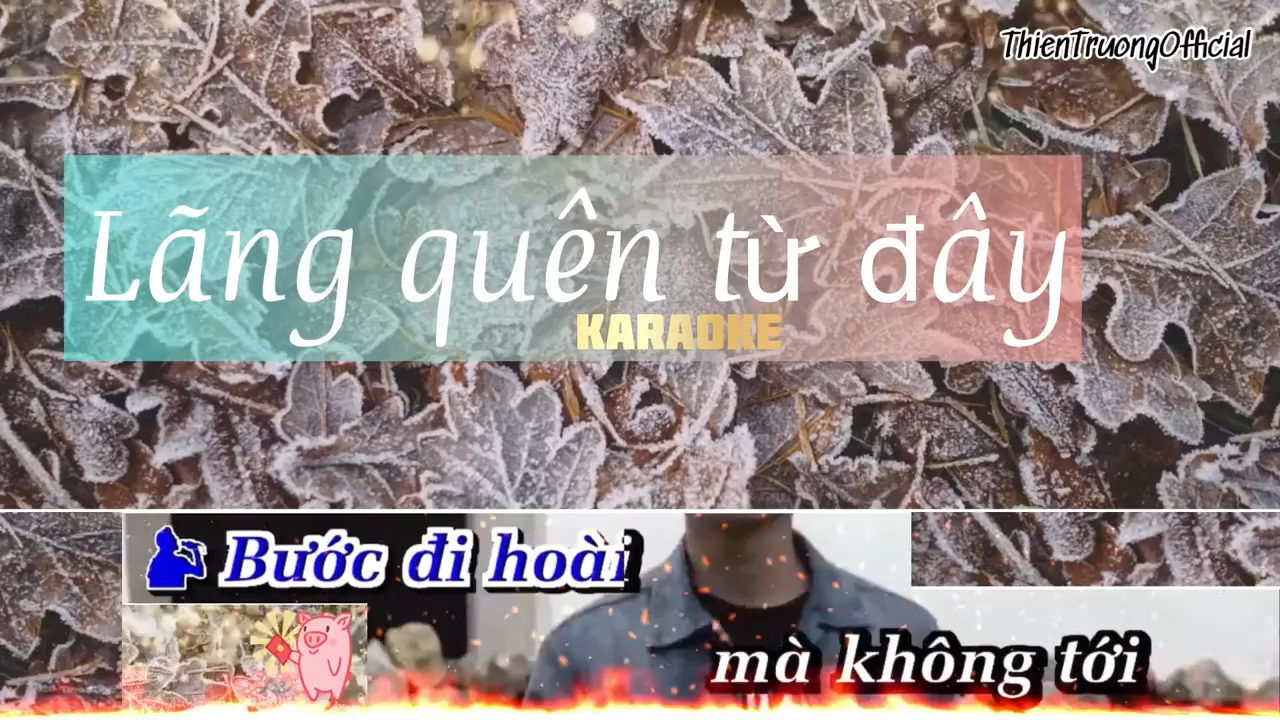 ThienTruongOfficial
Lãng quên từ đây
KARAOKE
Bước đi hoài
mà không tới